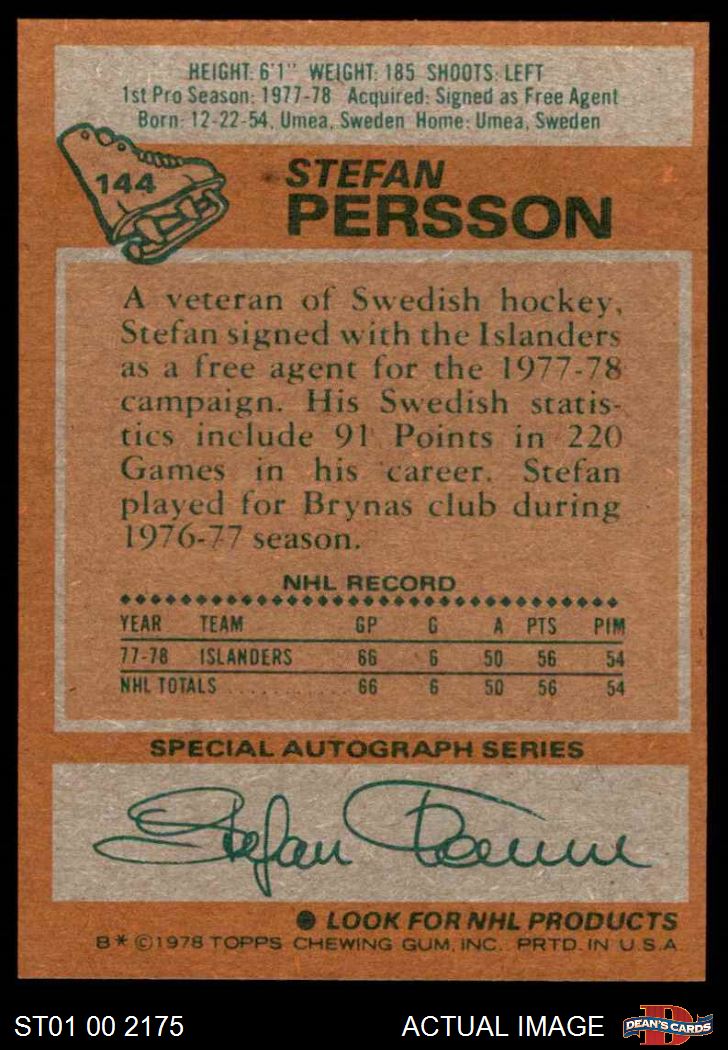 HEIGHT: 6'1" WEIGHT: 185 SHOOTS: LEFT
1st Pro Season: 1977-78 Acquired: Signed as Free Agent
Born: 12-22-54, Umea, Sweden Home: Umea, Sweden
144
STEFAN
PERSSON
A veteran of Swedish hockey,
Stefan signed with the Islanders
as a free agent for the 1977-78
campaign. His Swedish statis-
tics include 91 Points in 220
Games in his career. Stefan
played for Brynas club during
1976-77 season.
NHL RECORD
YEAR TEAM GP G A PTS PIM
77-78 ISLANDERS 66 6 50 56 54
NHL TOTALS 66 6 50 56 54
SPECIAL AUTOGRAPH SERIES
Stefan Persson
LOOK FOR NHL PRODUCTS
B* ©1978 TOPPS CHEWING GUM, INC. PRTD. IN U.S.A.
ST01 00 2175 ACTUAL IMAGE D DEAN'S CARDS